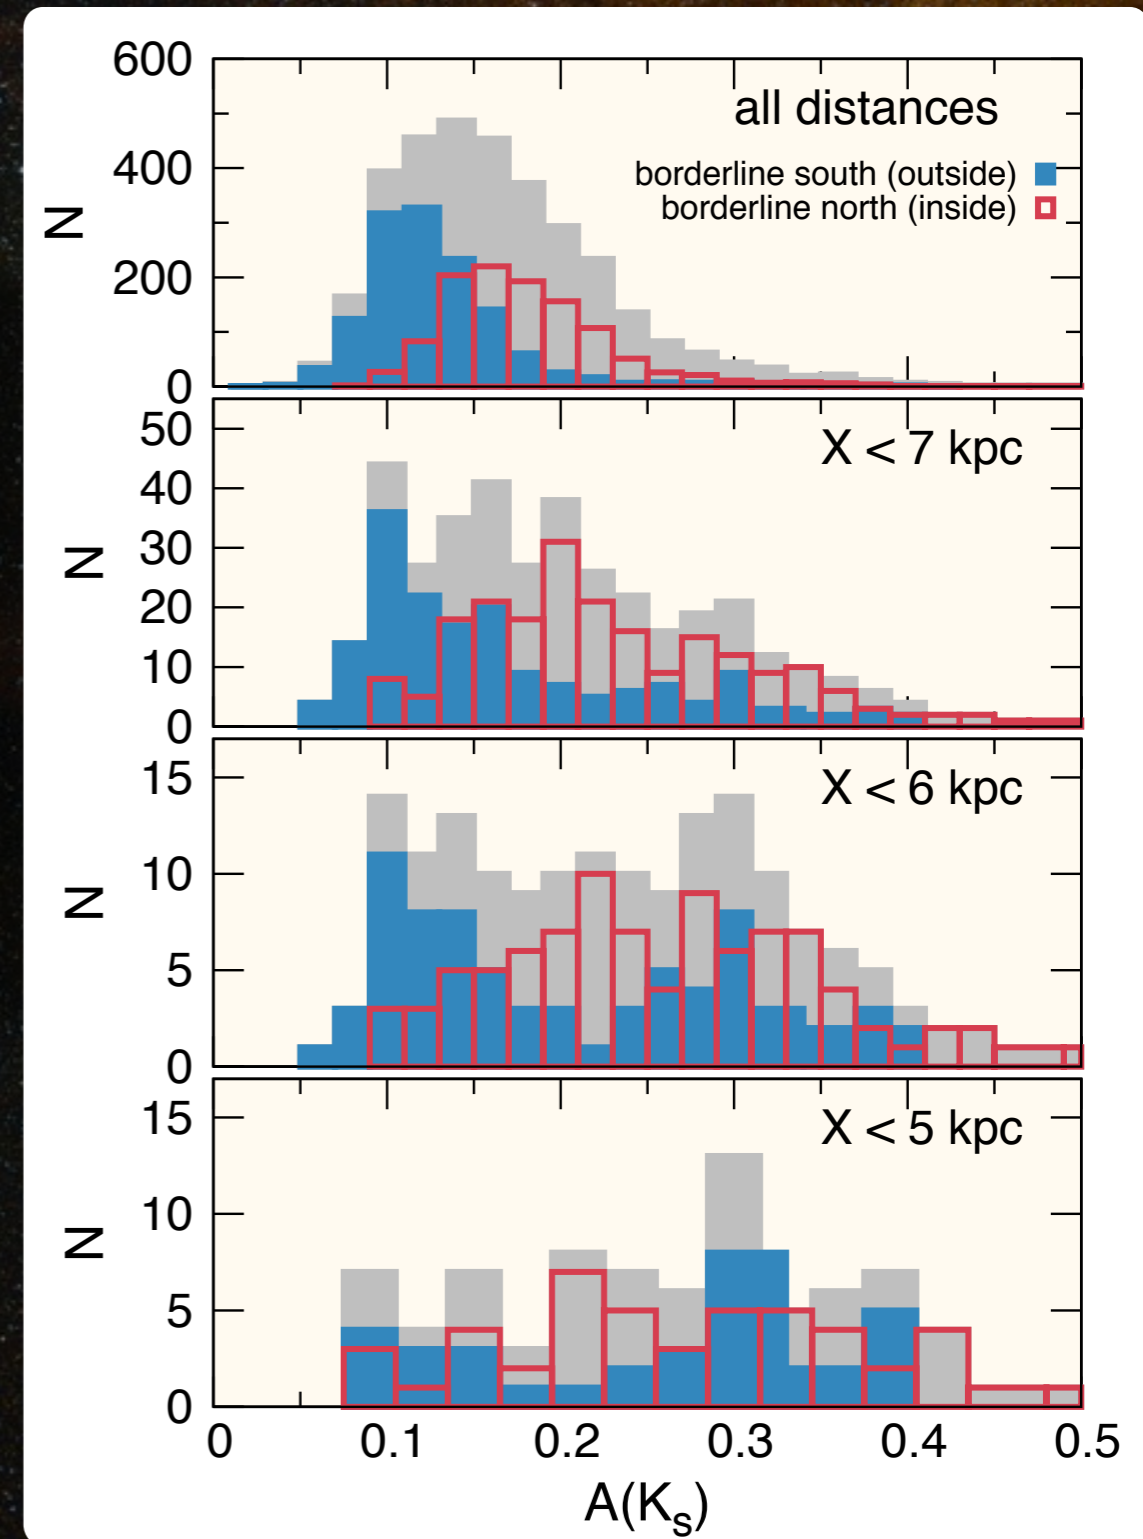 600
400
200
0
N
all distances
borderline south (outside)
borderline north (inside)
50
40
30
20
10
0
N
X < 7 kpc
15
10
5
0
N
X < 6 kpc
15
10
5
0
N
X < 5 kpc
0 0.1 0.2 0.3 0.4 0.5
A(Ks)